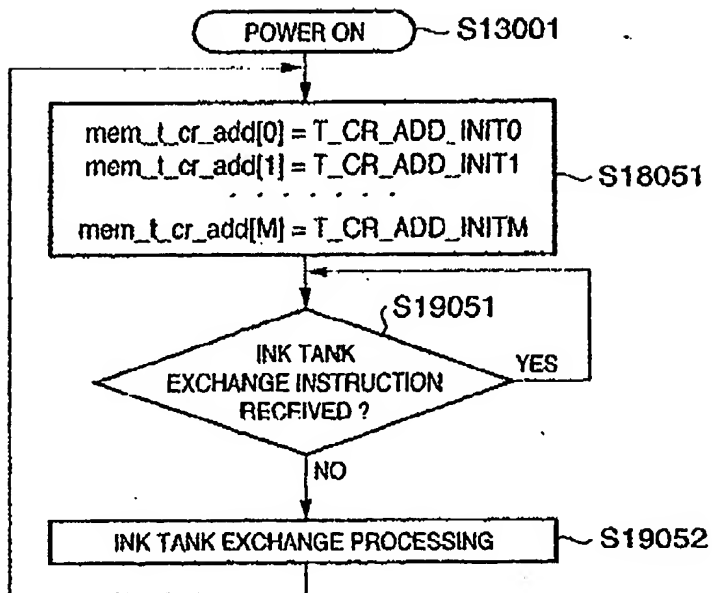 POWER ON
S13001
mem_t_cr_add[0] = T_CR_ADD_INIT0
mem_t_cr_add[1] = T_CR_ADD_INIT1
. . . . . . .
mem_t_cr_add[M] = T_CR_ADD_INITM
S18051
S19051
INK TANK
EXCHANGE INSTRUCTION
RECEIVED ?
YES
NO
INK TANK EXCHANGE PROCESSING
S19052